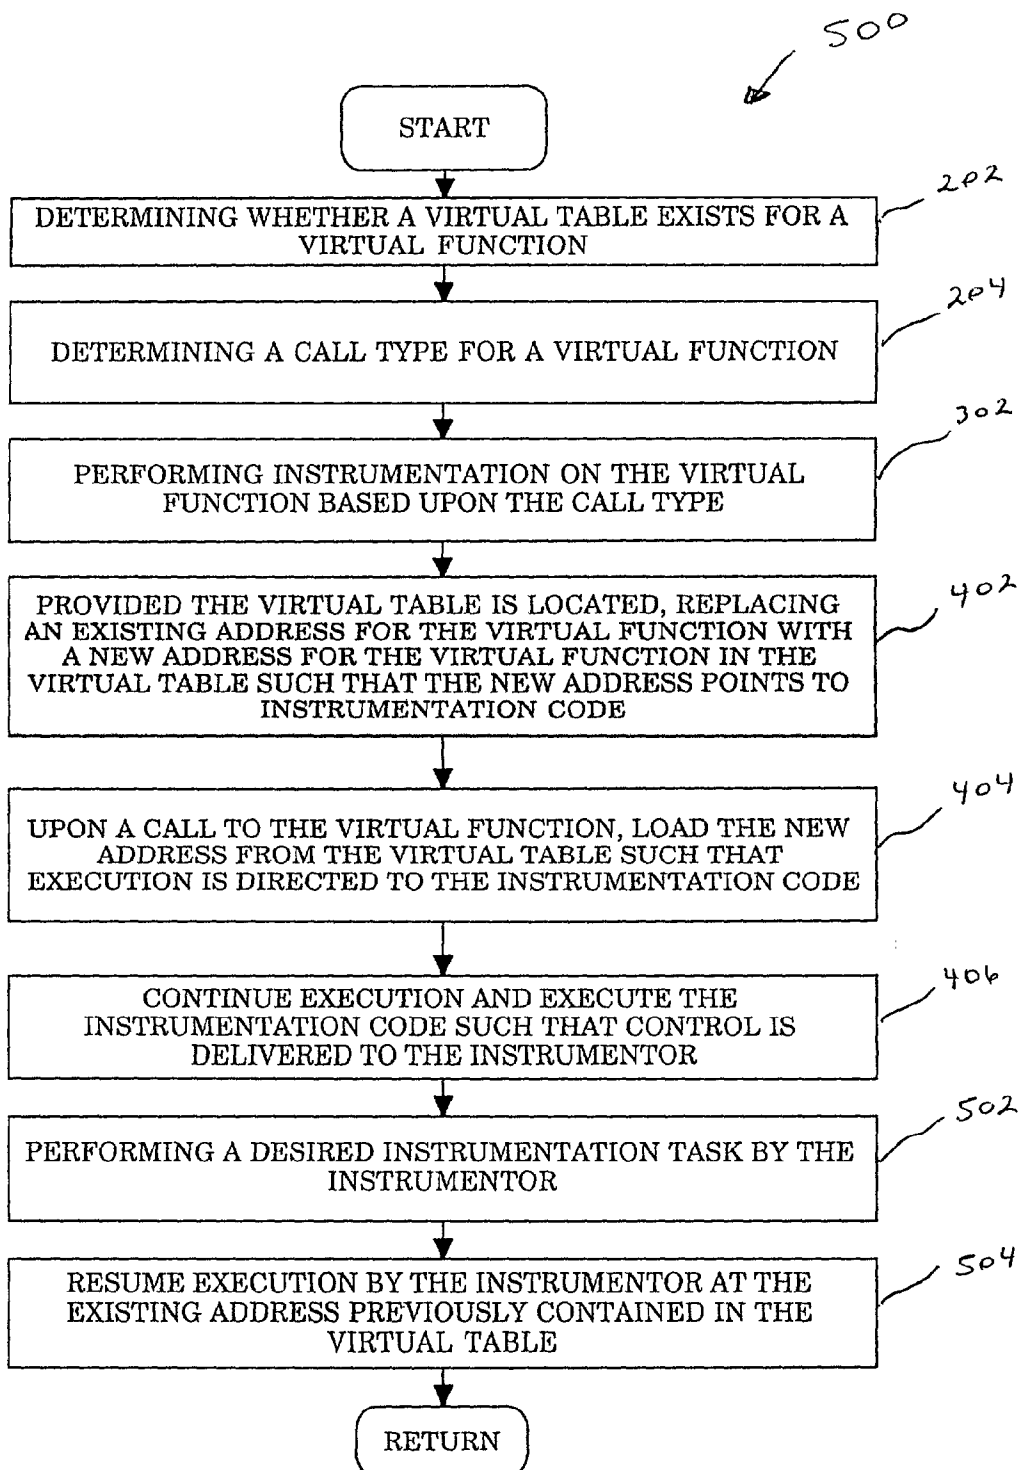 500
START
202
DETERMINING WHETHER A VIRTUAL TABLE EXISTS FOR A
VIRTUAL FUNCTION
204
DETERMINING A CALL TYPE FOR A VIRTUAL FUNCTION
302
PERFORMING INSTRUMENTATION ON THE VIRTUAL
FUNCTION BASED UPON THE CALL TYPE
402
PROVIDED THE VIRTUAL TABLE IS LOCATED, REPLACING
AN EXISTING ADDRESS FOR THE VIRTUAL FUNCTION WITH
A NEW ADDRESS FOR THE VIRTUAL FUNCTION IN THE
VIRTUAL TABLE SUCH THAT THE NEW ADDRESS POINTS TO
INSTRUMENTATION CODE
404
UPON A CALL TO THE VIRTUAL FUNCTION, LOAD THE NEW
ADDRESS FROM THE VIRTUAL TABLE SUCH THAT
EXECUTION IS DIRECTED TO THE INSTRUMENTATION CODE
406
CONTINUE EXECUTION AND EXECUTE THE
INSTRUMENTATION CODE SUCH THAT CONTROL IS
DELIVERED TO THE INSTRUMENTOR
502
PERFORMING A DESIRED INSTRUMENTATION TASK BY THE
INSTRUMENTOR
504
RESUME EXECUTION BY THE INSTRUMENTOR AT THE
EXISTING ADDRESS PREVIOUSLY CONTAINED IN THE
VIRTUAL TABLE
RETURN